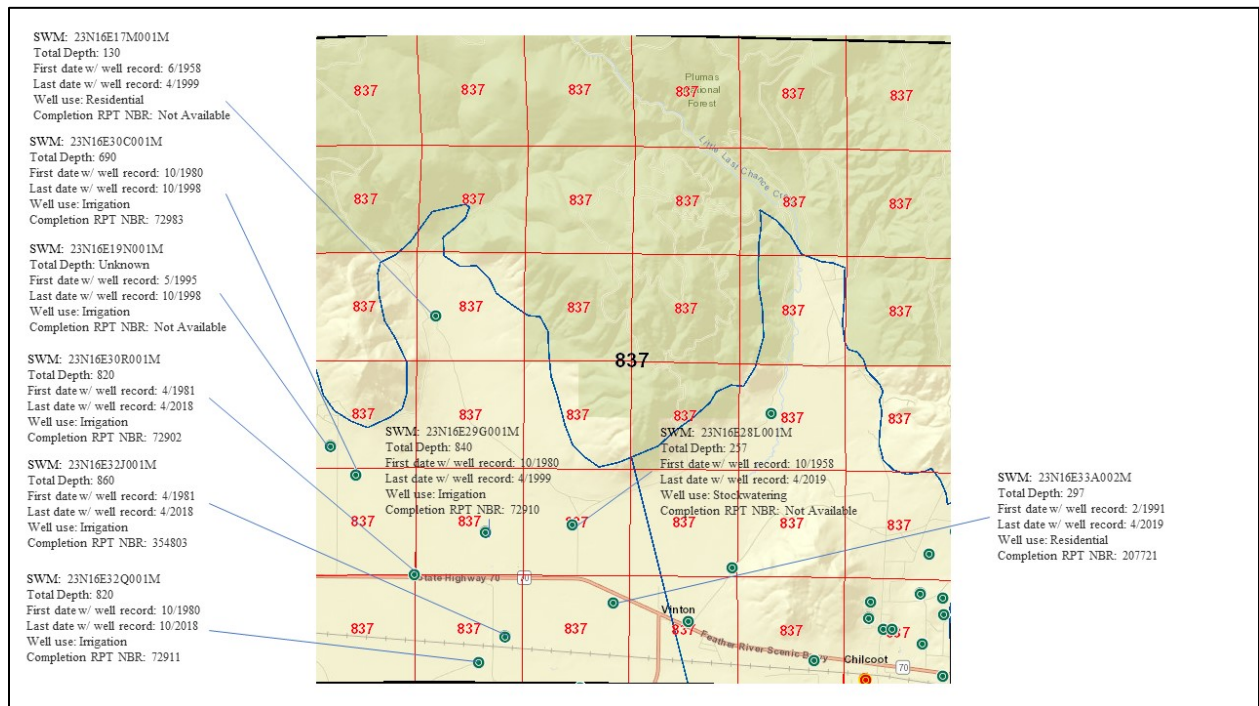 SWM: 23N16E17M001M
Total Depth: 130
First date w/ well record: 6/1958
Last date w/ well record: 4/1999
Well use: Residential
Completion RPT NBR: Not Available
SWM: 23N16E30C001M
Total Depth: 690
First date w/ well record: 10/1980
Last date w/ well record: 10/1998
Well use: Irrigation
Completion RPT NBR: 72983
SWM: 23N16E19N001M
Total Depth: Unknown
First date w/ well record: 5/1995
Last date w/ well record: 10/1998
Well use: Irrigation
Completion RPT NBR: Not Available
SWM: 23N16E30R001M
Total Depth: 820
First date w/ well record: 4/1981
Last date w/ well record: 4/2018
Well use: Irrigation
Completion RPT NBR: 72902
SWM: 23N16E32J001M
Total Depth: 860
First date w/ well record: 4/1981
Last date w/ well record: 4/2018
Well use: Irrigation
Completion RPT NBR: 354803
SWM: 23N16E32Q001M
Total Depth: 820
First date w/ well record: 10/1980
Last date w/ well record: 10/2018
Well use: Irrigation
Completion RPT NBR: 72911
Plumas
National
Forest
837 837 837 837 837 837
Little Last Chance
837 837 837 837 837 837
837 837 837 837 837 837
837
837 837 837 837 837
SWM: 23N16E29G001M
Total Depth: 840
First date w/ well record: 10/1980
Last date w/ well record: 4/1999
Well use: Irrigation
Completion RPT NBR: 72910
SWM: 23N16E28L001M
Total Depth: 257
First date w/ well record: 10/1958
Last date w/ well record: 4/2019
Well use: Stockwatering
Completion RPT NBR: Not Available
837 837 837 837 837 837
State Highway 70
70
Vinton
837 837 837 837 837 837
Feather River Scenic
Chilcoot
70
SWM: 23N16E33A002M
Total Depth: 297
First date w/ well record: 2/1991
Last date w/ well record: 4/2019
Well use: Residential
Completion RPT NBR: 207721